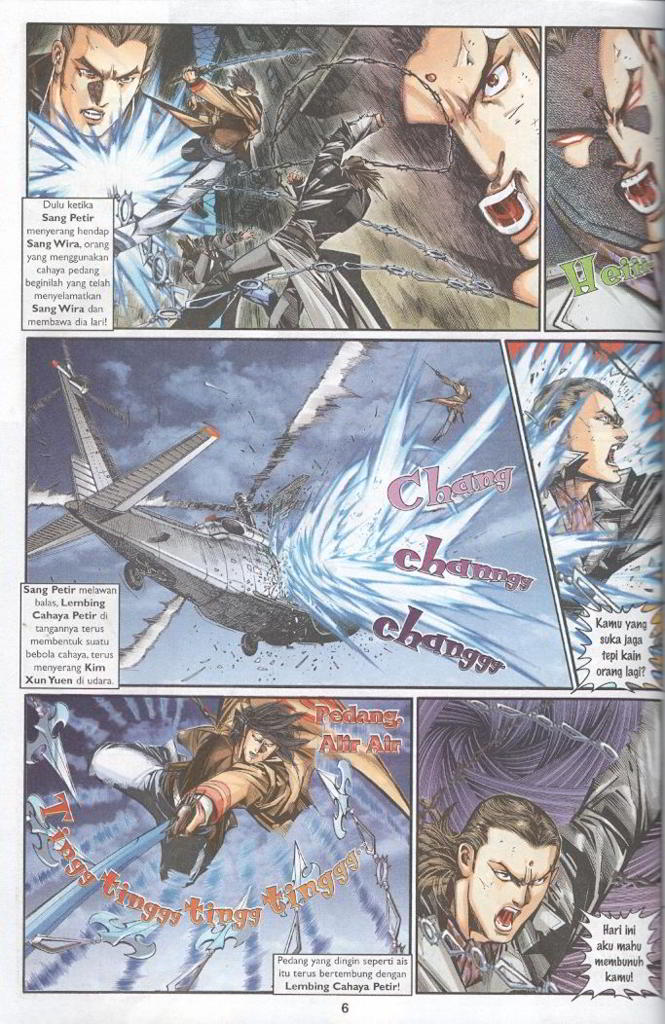 Dulu ketika
Sang Petir
menyerang hendap
Sang Wira, orang
yang menggunakan
cahaya pedang
beginilah yang telah
menyelamatkan
Sang Wira dan
membawa dia lari!
Chang
channgg
changgg
Sang Petir melawan
balas, Lembing
Cahaya Petir di
tangannya terus
membentuk suatu
bebola cahaya, terus
menyerang Kim
Xun Yuen di udara.
Kamu yang
suka jaga
tepi kain
orang lagi?
Pedang,
Alir Air
Tingg tinggg tingg tinggg
Pedang yang dingin seperti ais
itu terus bertembung dengan
Lembing Cahaya Petir!
Hari ini
aku mahu
membunuh
kamu!
6